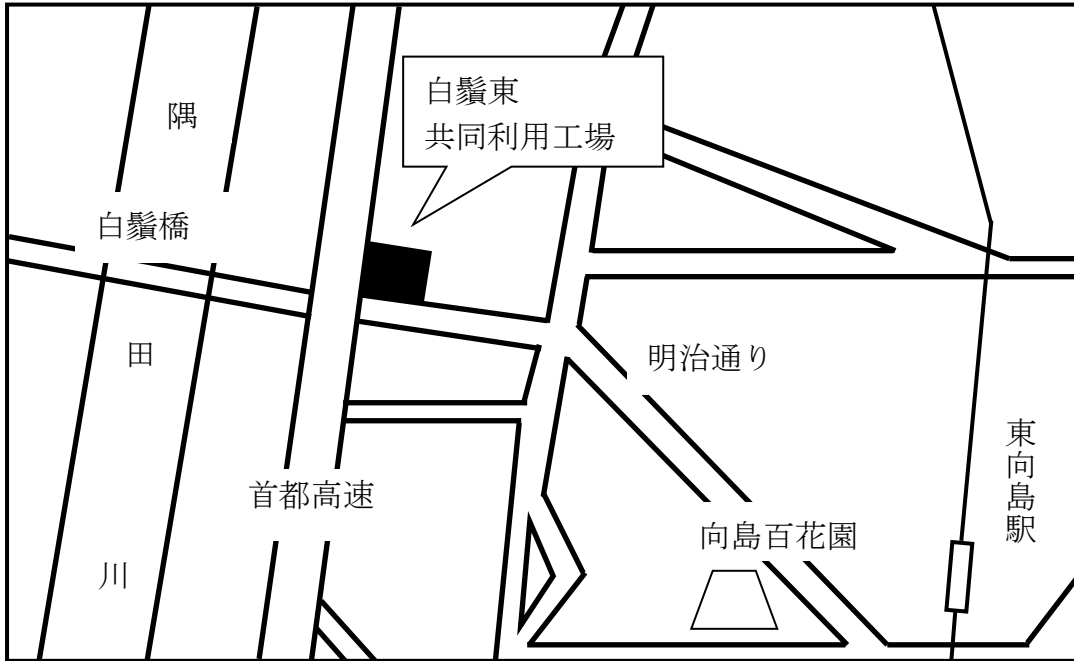 白鬚東
共同利用工場
隅
田
川
白鬚橋
明治通り
首都高速
東向島駅
向島百花園